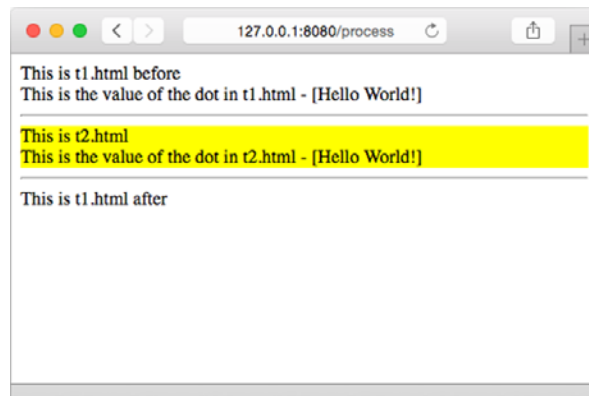 127.0.0.1:8080/process
This is t1.html before
This is the value of the dot in t1.html - [Hello World!]
This is t2.html
This is the value of the dot in t2.html - [Hello World!]
This is t1.html after